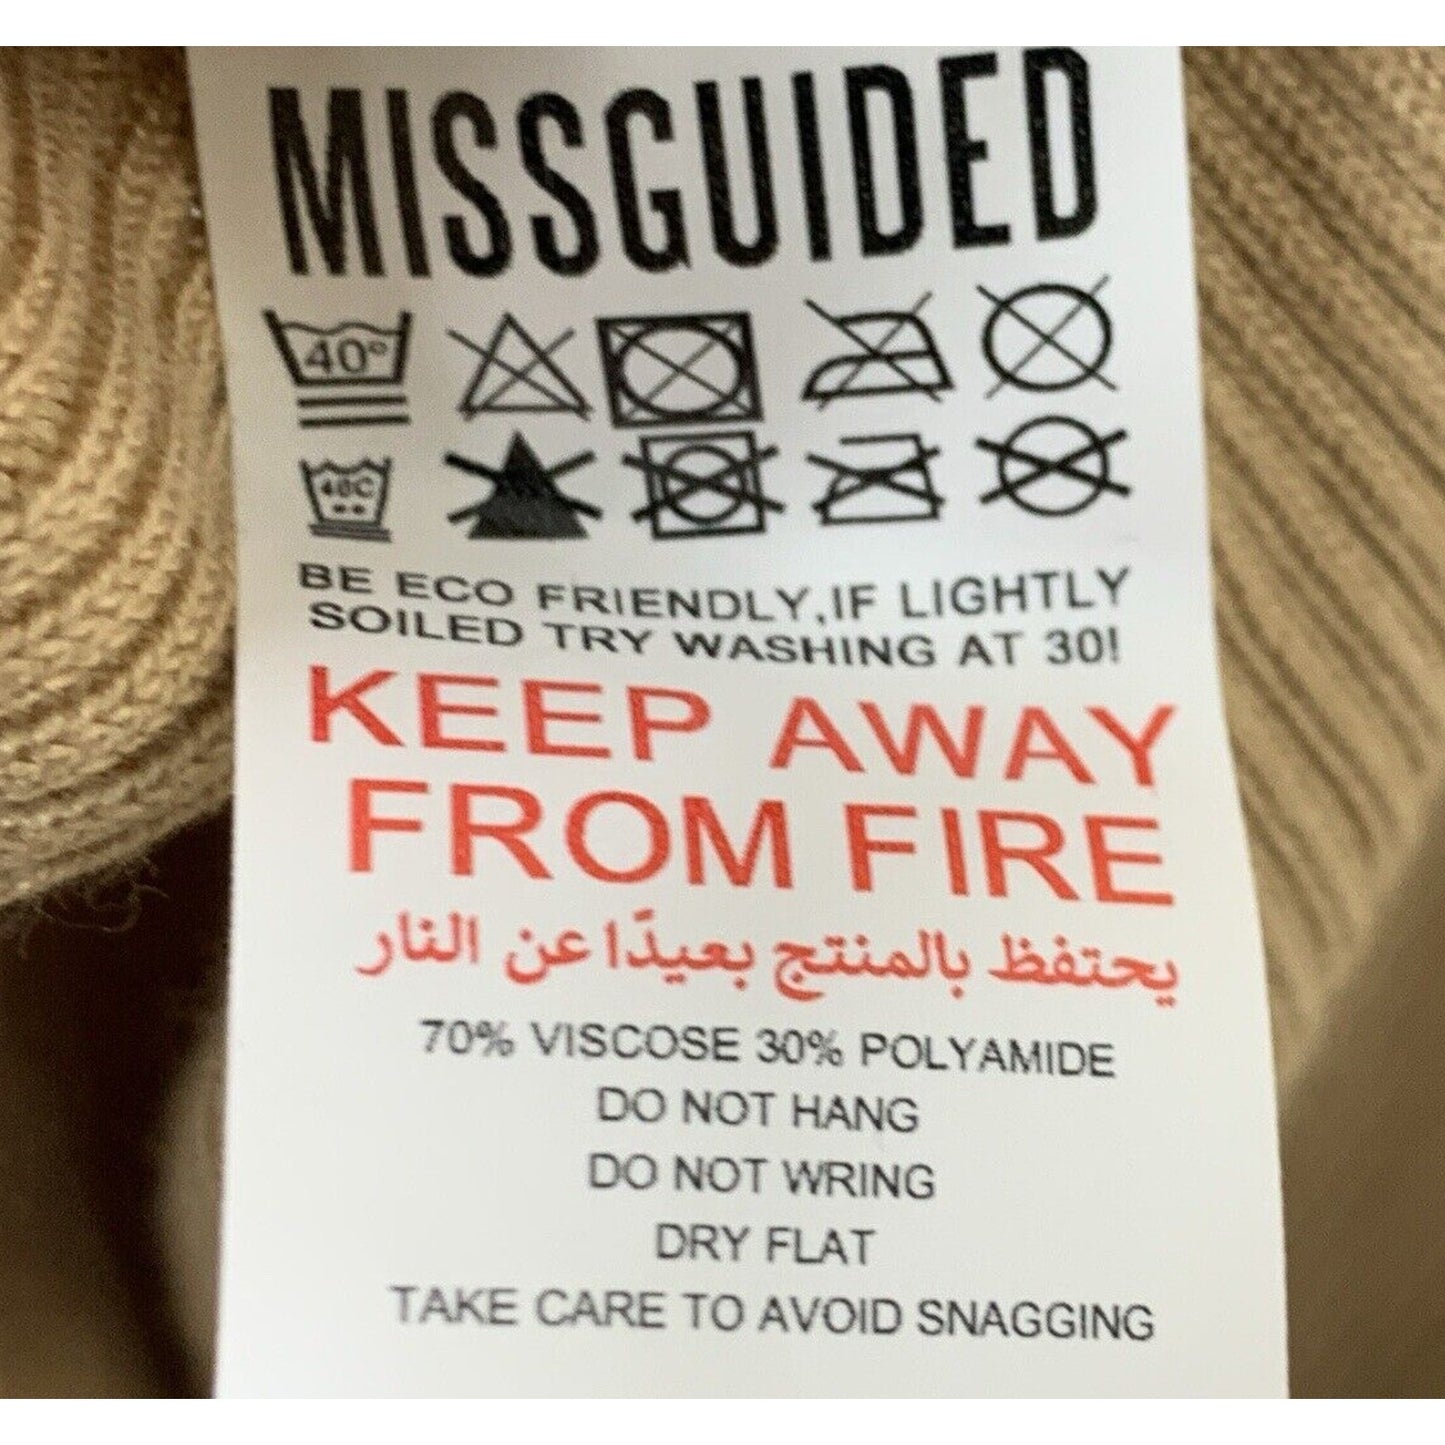 MISSGUIDED
40°
40C
BE ECO FRIENDLY,IF LIGHTLY
SOILED TRY WASHING AT 30!
KEEP AWAY
FROM FIRE
يحتفظ بالمنتج بعيدًا عن النار
70% VISCOSE 30% POLYAMIDE
DO NOT HANG
DO NOT WRING
DRY FLAT
TAKE CARE TO AVOID SNAGGING